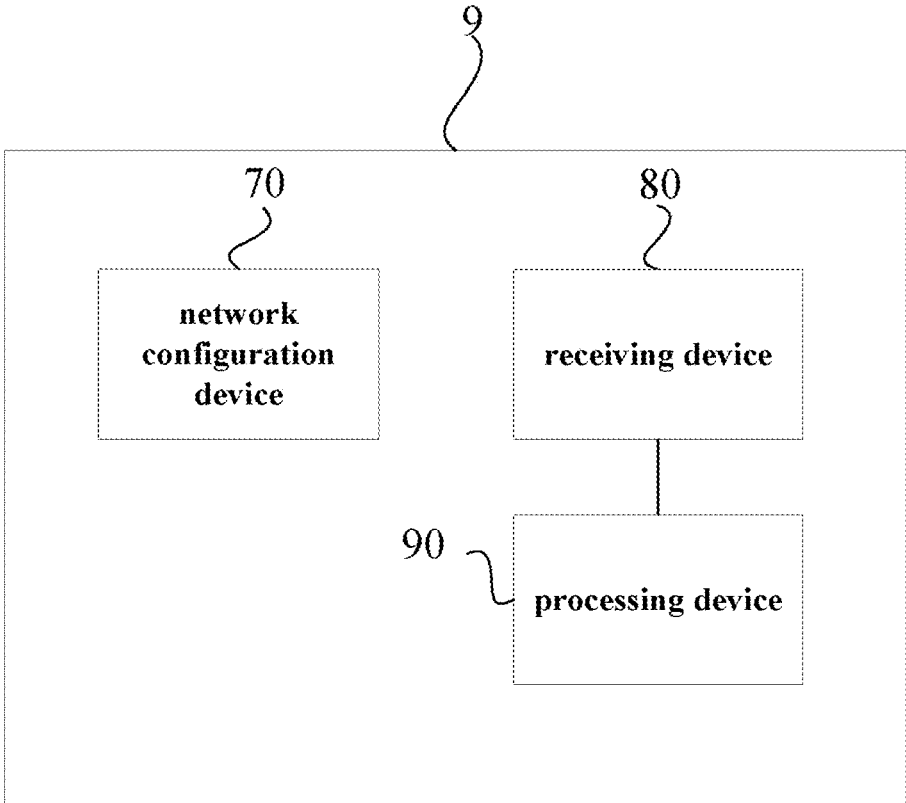 9
70
80
network
configuration
device
receiving device
90
processing device